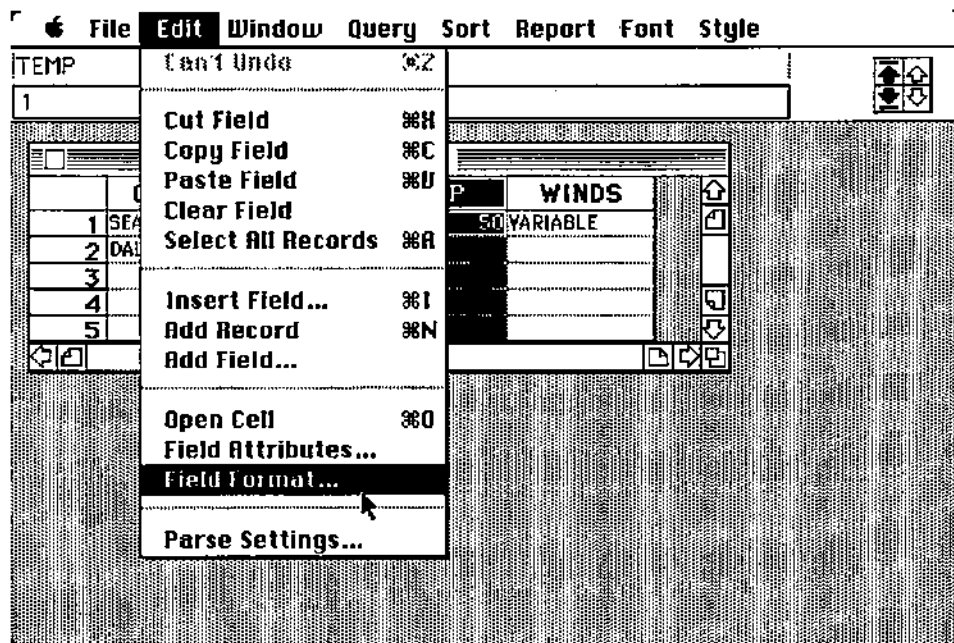 File Edit Window Query Sort Report Font Style
TEMP
1
Can't Undo ⌘Z
Cut Field ⌘X
Copy Field ⌘C
Paste Field ⌘V
Clear Field
Select All Records ⌘A
Insert Field... ⌘I
Add Record ⌘N
Add Field...
Open Cell ⌘O
Field Attributes...
Field Format...
Parse Settings...
P WINDS
1 SEA 50 VARIABLE
2 DAL
3
4
5